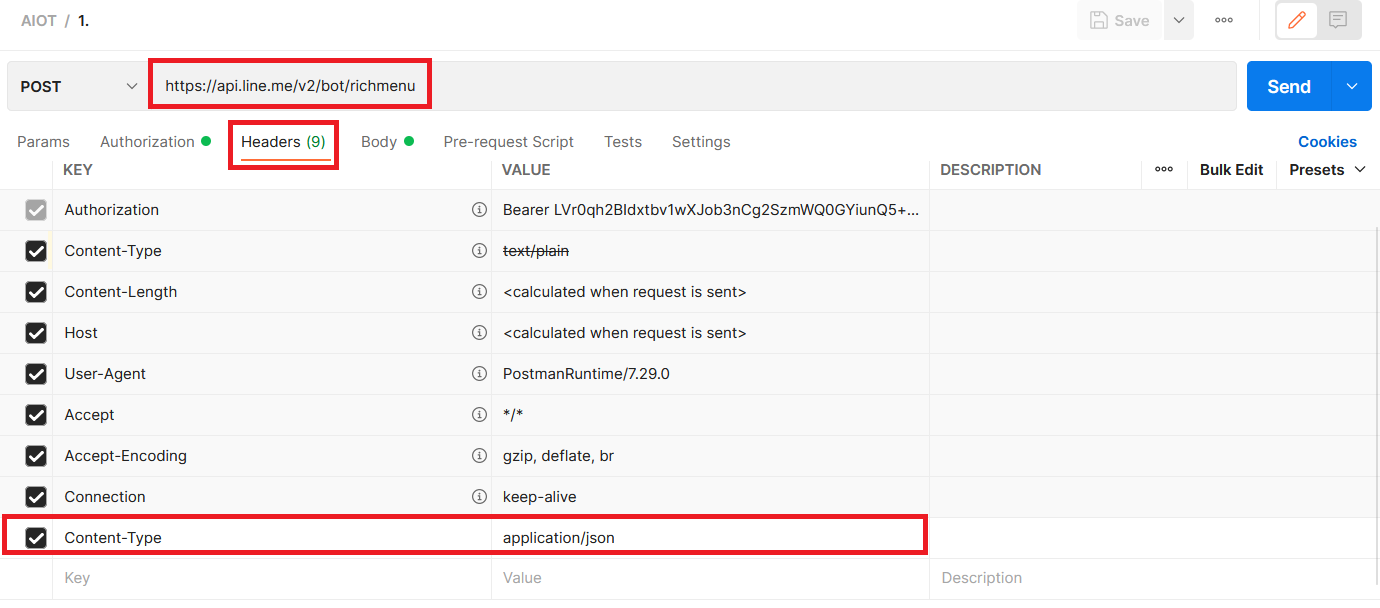 AIOT / 1.
Save
POST https://api.line.me/v2/bot/richmenu Send
Params Authorization Headers (9) Body Pre-request Script Tests Settings Cookies
KEY VALUE DESCRIPTION Bulk Edit Presets
Authorization Bearer LVr0qh2BIdxtbv1wXJob3nCg2SzmWQ0GYiunQ5+...
Content-Type text/plain
Content-Length <calculated when request is sent>
Host <calculated when request is sent>
User-Agent PostmanRuntime/7.29.0
Accept */*
Accept-Encoding gzip, deflate, br
Connection keep-alive
Content-Type application/json
Key Value Description